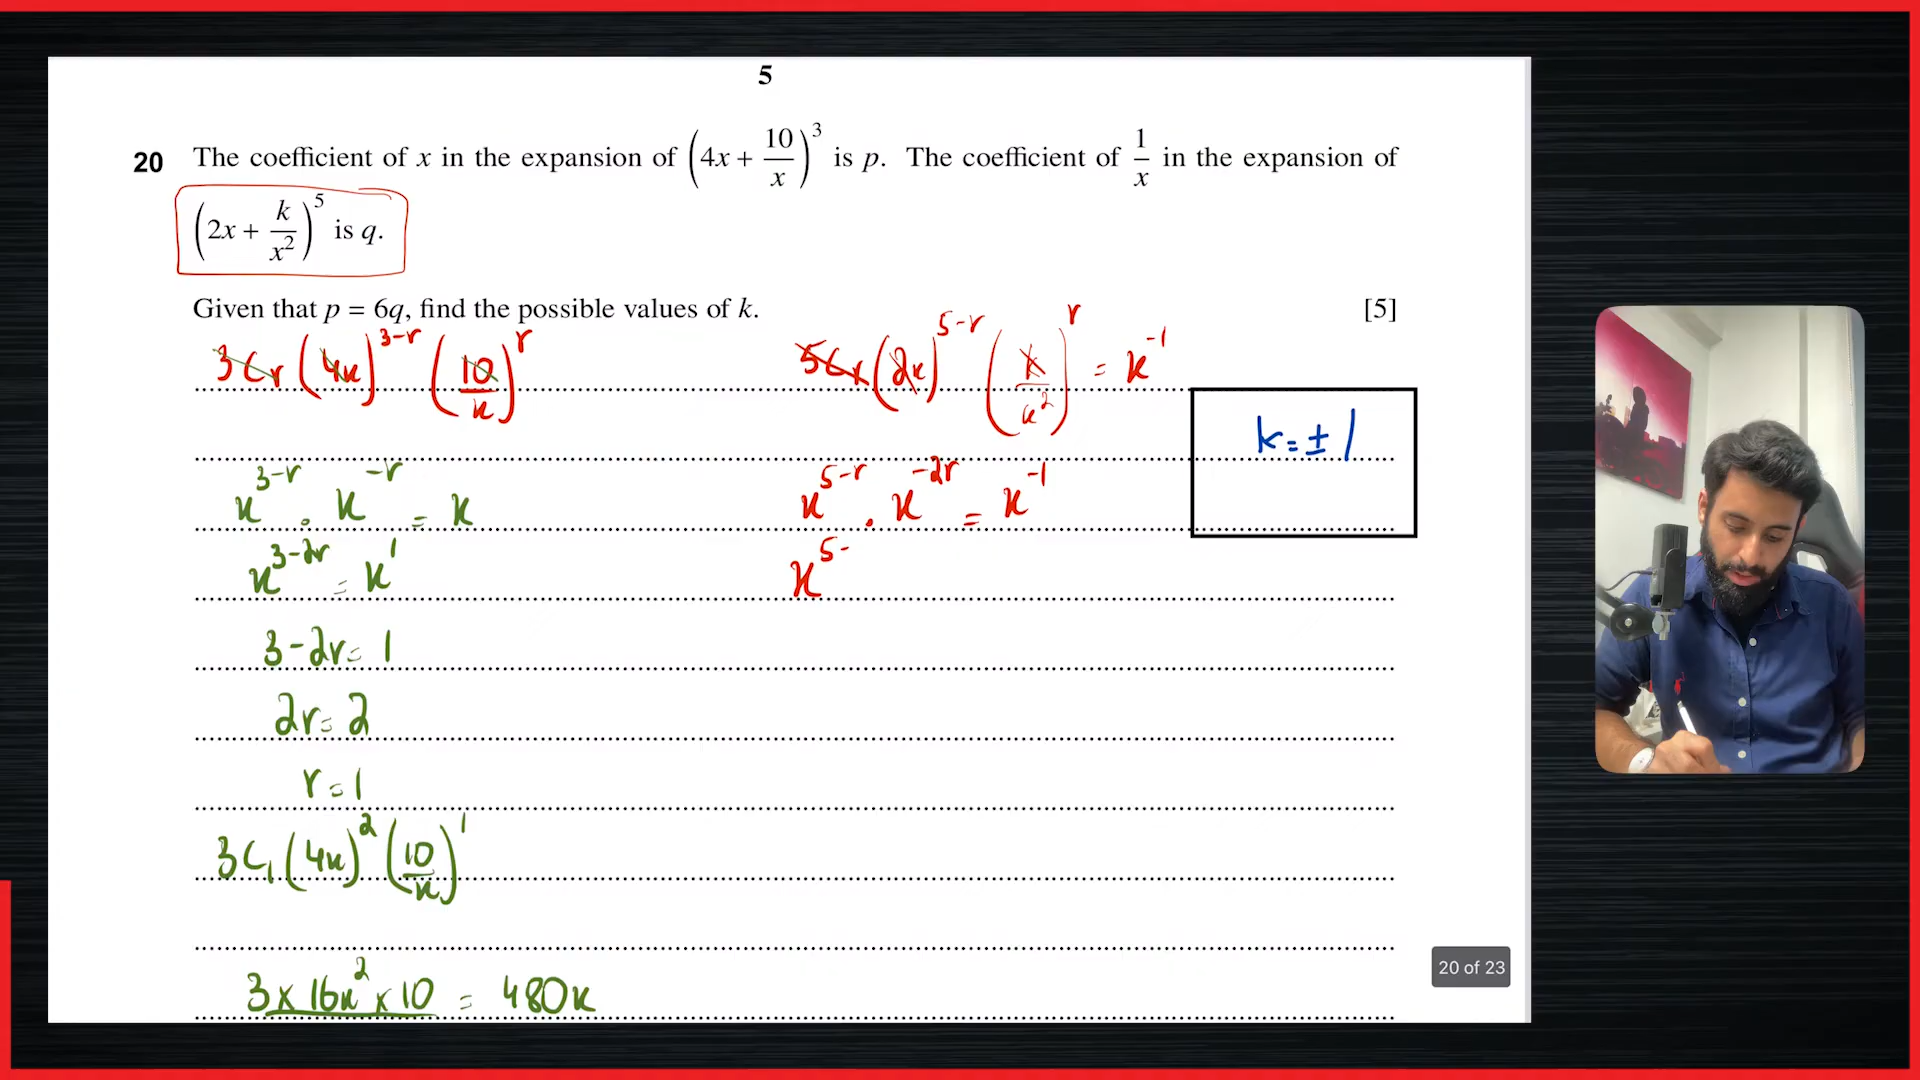 5
20 The coefficient of x in the expansion of (4x + 10/x)^3 is p. The coefficient of 1/x in the expansion of
(2x + k/x^2)^5 is q.
Given that p = 6q, find the possible values of k. [5]
3Cr (4x)^3-r (10/x)^r
x^3-r . x^-r = x
x^3-2r = x^1
3-2r = 1
2r = 2
r = 1
3C1 (4x)^2 (10/x)^1
3 x 16x^2 x 10 = 480x
5Cr (2x)^5-r (k/x^2)^r = x^-1
x^5-r . x^-2r = x^-1
x^5-
k = ± 1
20 of 23